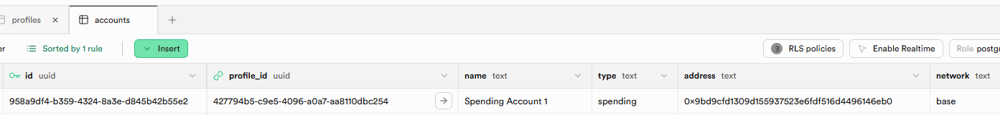 profiles × accounts +
er Sorted by 1 rule Insert 3 RLS policies Enable Realtime Role postgr
id uuid profile_id uuid name text type text address text network text
958a9df4-b359-4324-8a3e-d845b42b55e2 427794b5-c9e5-4096-a0a7-aa8110dbc254 Spending Account 1 spending 0x9bd9cfd1309d155937523e6fdf516d4496146eb0 base